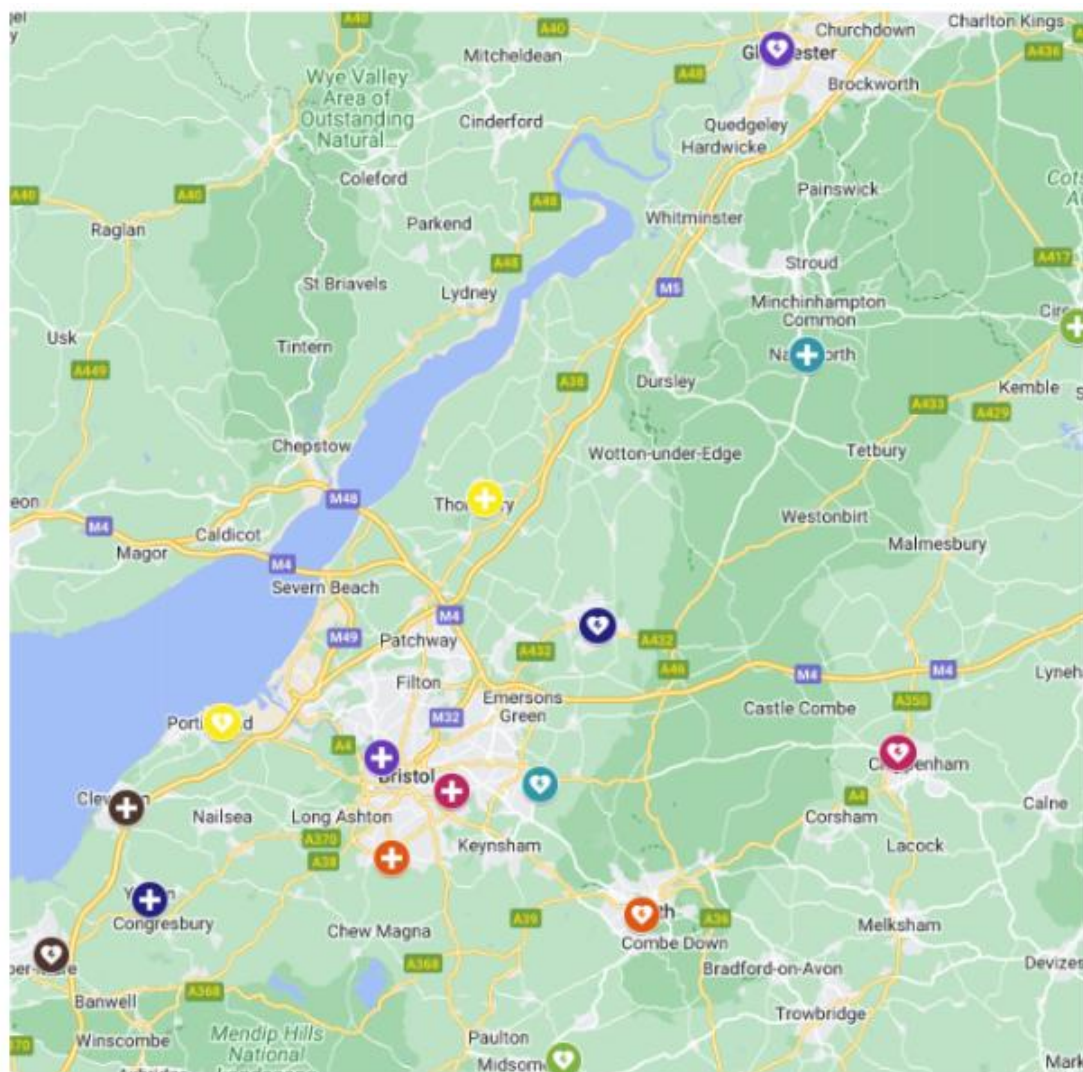 A40
A40
Charlton Kings
Mitcheldean
Churchdown
A436
Wye Valley
Area of
Outstanding
Natural...
A48
Brockworth
Cinderford
Quedgeley
Hardwicke
Coleford
Painswick
A40
A40
A48
Parkend
Whitminster
Raglan
A417
Stroud
A48
St Briavels
Lydney
M5
Minchinhampton
Common
Usk
Tintern
A449
A38
Dursley
Kemble
A433
A429
Chepstow
Wotton-under-Edge
Tetbury
M48
Westonbirt
M4
Caldicot
Malmesbury
Magor
M4
Severn Beach
M4
M49
Patchway
A432
A432
A46
M4
M4
Filton
Emersons
Green
M32
Castle Combe
A350
A4
Bristol
A4
Calne
Nailsea
Long Ashton
A370
Corsham
A38
Keynsham
Lacock
Congresbury
Chew Magna
A39
A36
Combe Down
Melksham
A368
Bradford-on-Avon
Banwell
A368
Trowbridge
Winscombe
Mendip Hills
National
Paulton